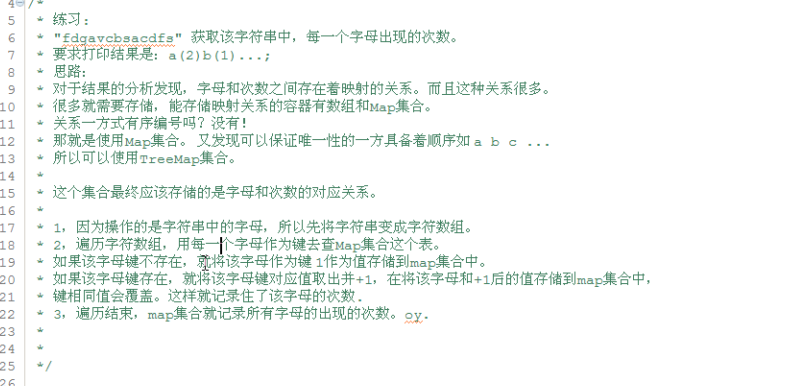 4 /*
5 * 练习：
6 * "fdgavcbsacdfs" 获取该字符串中，每一个字母出现的次数。
7 * 要求打印结果是：a(2)b(1)...;
8 * 思路：
9 * 对于结果的分析发现，字母和次数之间存在着映射的关系。而且这种关系很多。
10 * 很多就需要存储，能存储映射关系的容器有数组和Map集合。
11 * 关系一方式有序编号吗？没有！
12 * 那就是使用Map集合。 又发现可以保证唯一性的一方具备着顺序如 a b c ...
13 * 所以可以使用TreeMap集合。
14 *
15 * 这个集合最终应该存储的是字母和次数的对应关系。
16 *
17 * 1，因为操作的是字符串中的字母，所以先将字符串变成字符数组。
18 * 2，遍历字符数组，用每一个字母作为键去查Map集合这个表。
19 * 如果该字母键不存在，就将该字母作为键 1作为值存储到map集合中。
20 * 如果该字母键存在，就将该字母键对应值取出并+1，在将该字母和+1后的值存储到map集合中，
21 * 键相同值会覆盖。这样就记录住了该字母的次数.
22 * 3，遍历结束，map集合就记录所有字母的出现的次数。oy.
23 *
24 *
25 */
26